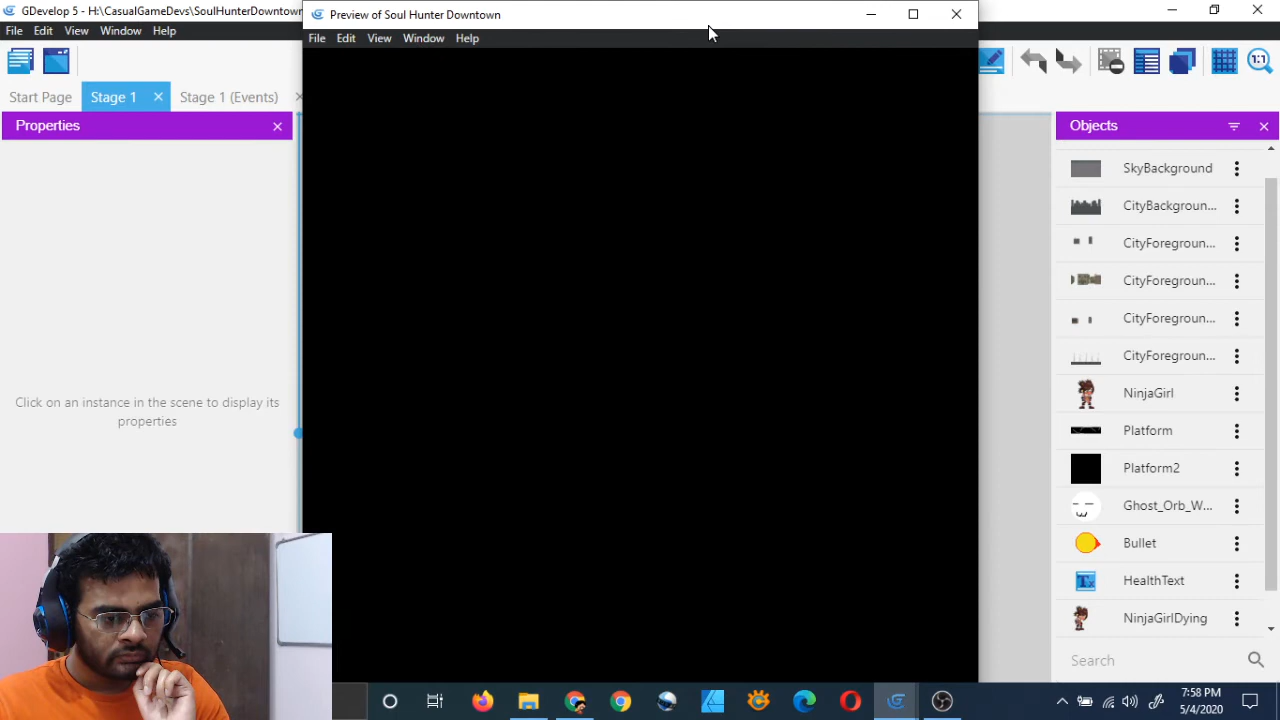 GDevelop 5 - H:\CasualGameDevs\SoulHunterDowntown
Preview of Soul Hunter Downtown
File Edit View Window Help
File Edit View Window Help
1:1
Start Page
Stage 1
Stage 1 (Events)
Properties
Objects
SkyBackground
CityBackgroun...
CityForegroun...
CityForegroun...
CityForegroun...
CityForegroun...
NinjaGirl
Platform
Platform2
Ghost_Orb_W...
Bullet
HealthText
NinjaGirlDying
Search
Click on an instance in the scene to display its
properties
7:58 PM
5/4/2020